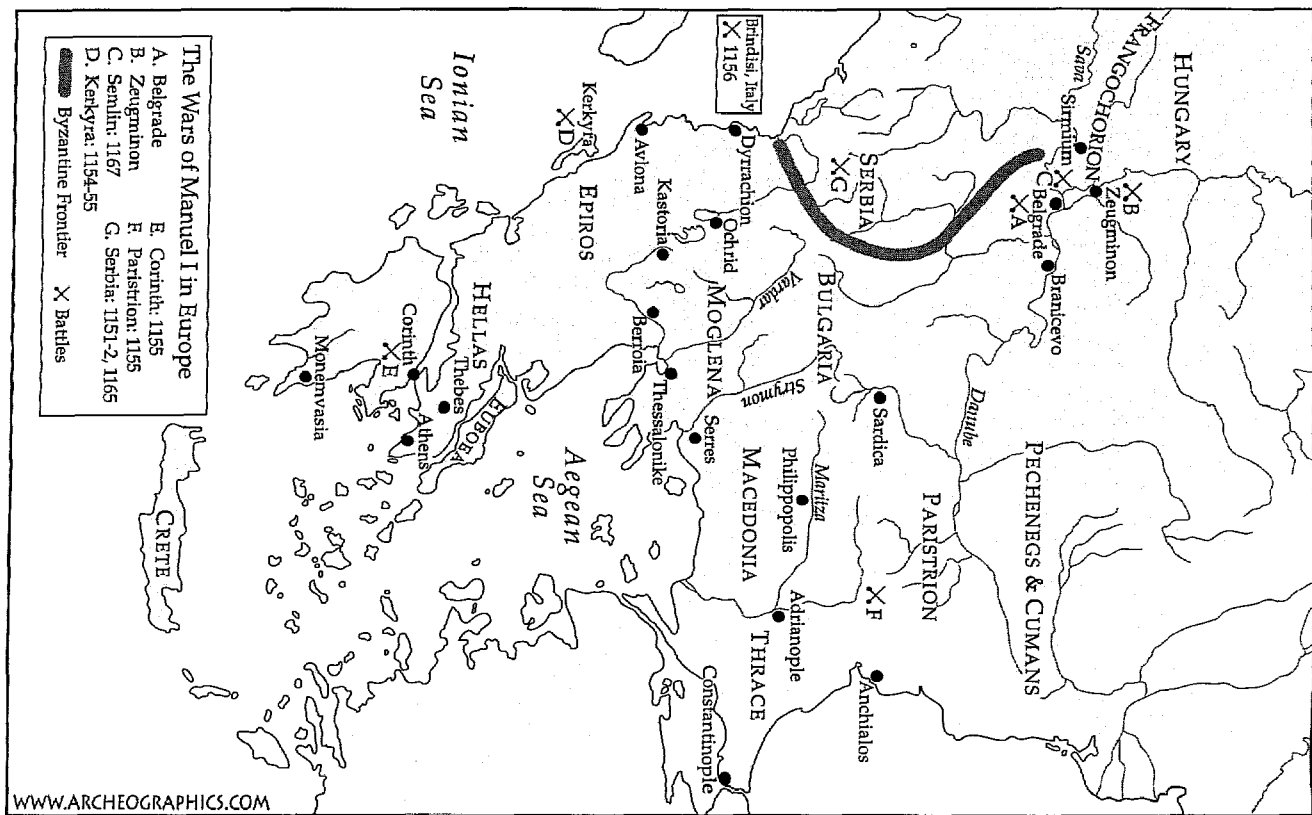 HUNGARY
FRANGOCHORION
Sava
Sirmium
Zeugminon
B
C
Belgrade
A
Branicevo
Danube
PECHENEGS & CUMANS
PARISTRION
SERBIA
G
BULGARIA
Sardica
F
Anchialos
Brindisi, Italy
1156
Dyrrachion
Ochrid
Vardar
MOGLENA
Strymon
Maritza
Philippopolis
MACEDONIA
Adrianople
THRACE
Constantinople
Avlona
Kastoria
Berroia
Thessalonike
Serres
Kerkyra
D
EPIROS
Ionian
Sea
Aegean
Sea
HELLAS
EUBOEA
Thebes
Corinth
E
Athens
Monemvasia
CRETE
The Wars of Manuel I in Europe
A. Belgrade
B. Zeugminon
C. Semlin: 1167
D. Kerkyra: 1154-55
E. Corinth: 1155
F. Paristrion: 1155
G. Serbia: 1151-2, 1165
Byzantine Frontier
Battles
WWW.ARCHEOGRAPHICS.COM